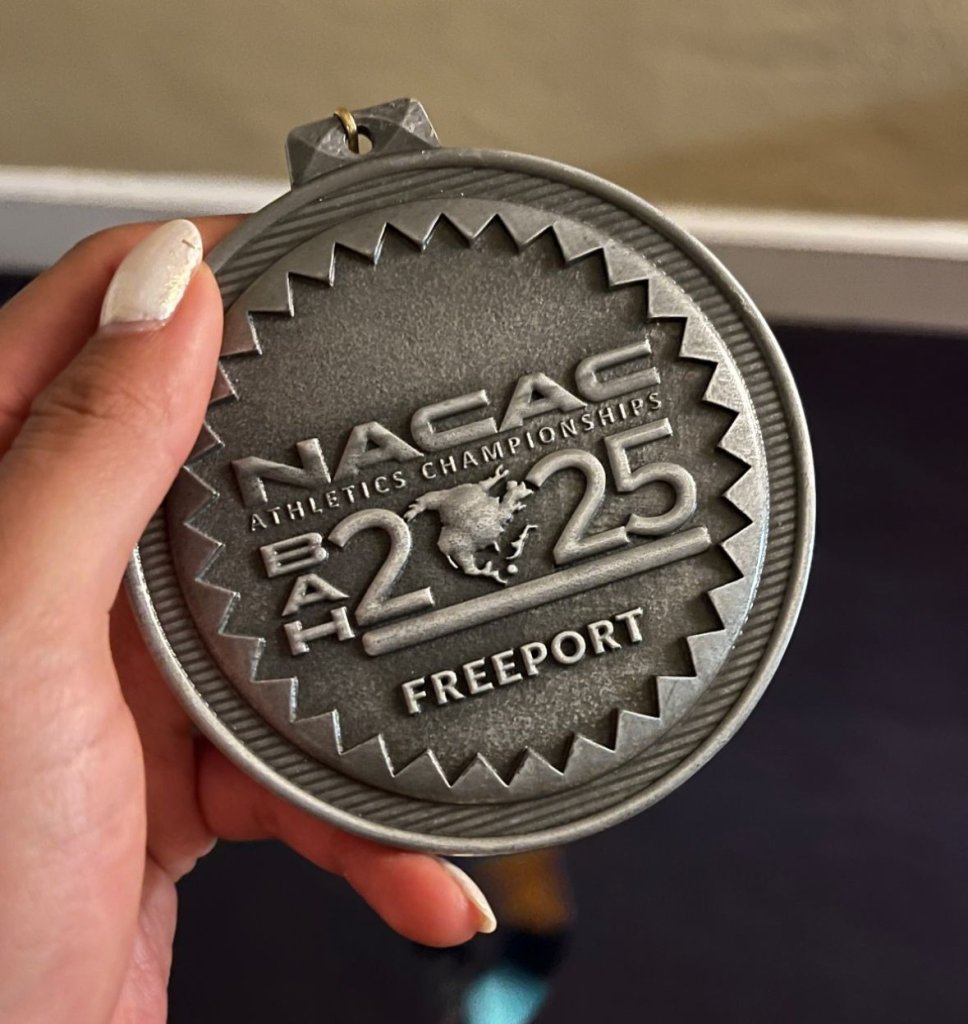 NACAC
ATHLETICS CHAMPIONSHIPS
BAH 2025
FREEPORT